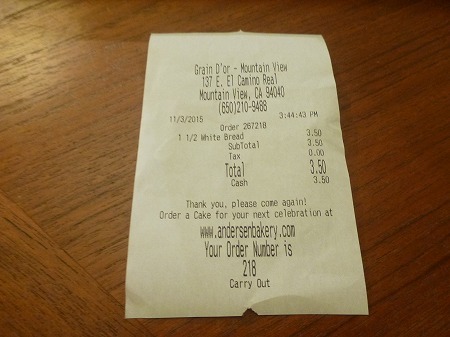 Grain D'or - Mountain View
137 E. El Camino Real
Mountain View, CA 94040
(650)210-9488
11/3/2015 3:44:43 PM
Order 267218
1 1/2 White Bread 3.50
SubTotal 3.50
Tax 0.00
Total 3.50
Cash 3.50
Thank you, please come again!
Order a Cake for your next celebration at
www.andersenbakery.com
Your Order Number is
218
Carry Out